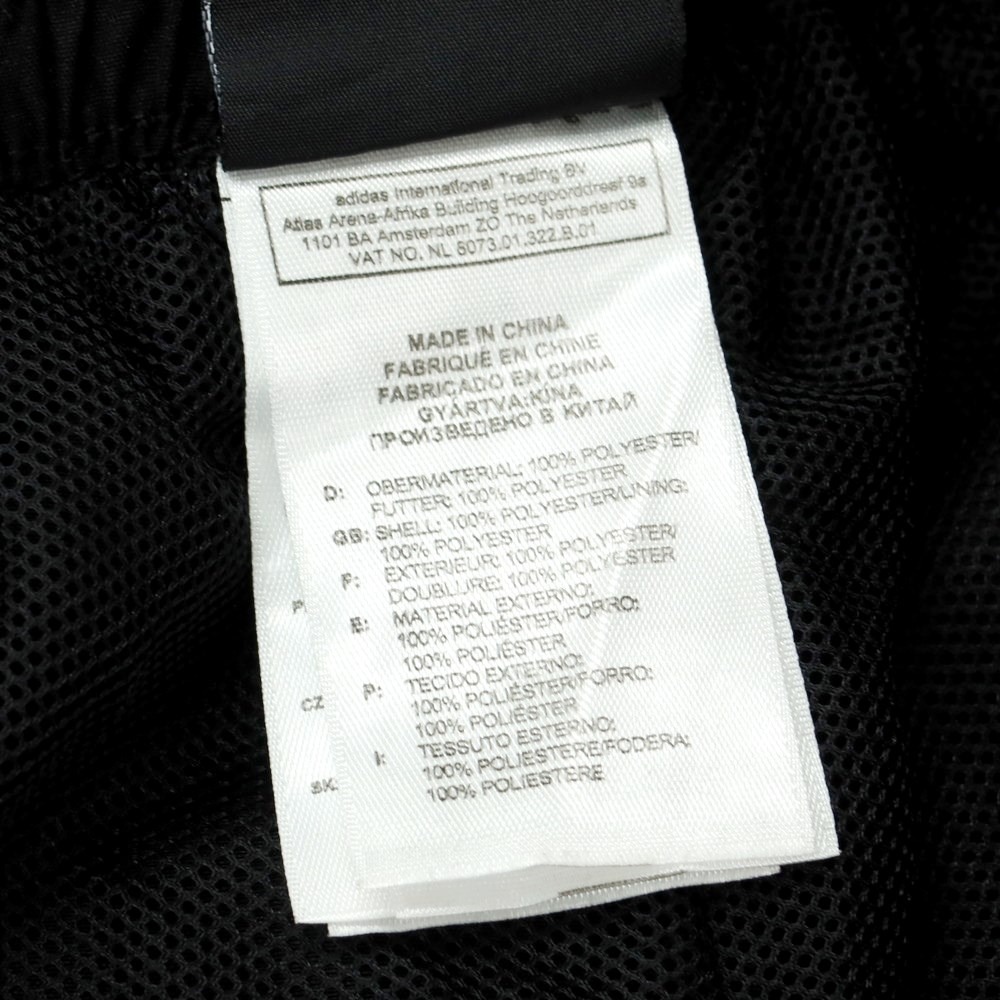 adidas International Trading BV
Atlas Arena-Afrika Building Hoogoorddreef 9a
1101 BA Amsterdam ZO The Netherlands
VAT NO. NL 8073.01.322.B.01
MADE IN CHINA
FABRIQUÉ EN CHINE
FABRICADO EN CHINA
GYÁRTVA:KÍNA
ПРОИЗВЕДЕНО В КИТАЙ
D: OBERMATERIAL: 100% POLYESTER/
FUTTER: 100% POLYESTER
GB: SHELL: 100% POLYESTER/LINING:
100% POLYESTER
F: EXTERIEUR: 100% POLYESTER/
DOUBLURE: 100% POLYESTER
E: MATERIAL EXTERNO:
100% POLIÉSTER/FORRO:
100% POLIÉSTER
P: TECIDO EXTERNO:
100% POLIÉSTER/FORRO:
100% POLIÉSTER
I: TESSUTO ESTERNO:
100% POLIESTERE/FODERA:
100% POLIESTERE
P
CZ
SK